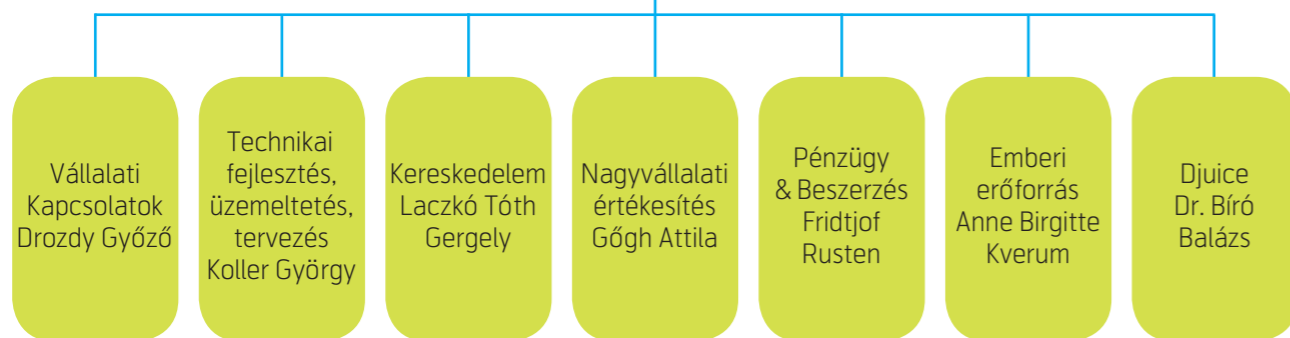 Vállalati
Kapcsolatok
Drozdy Győző
Technikai
fejlesztés,
üzemeltetés,
tervezés
Koller György
Kereskedelem
Laczkó Tóth
Gergely
Nagyvállalati
értékesítés
Gőgh Attila
Pénzügy
& Beszerzés
Fridtjof
Rusten
Emberi
erőforrás
Anne Birgitte
Kverum
Djuice
Dr. Bíró
Balázs